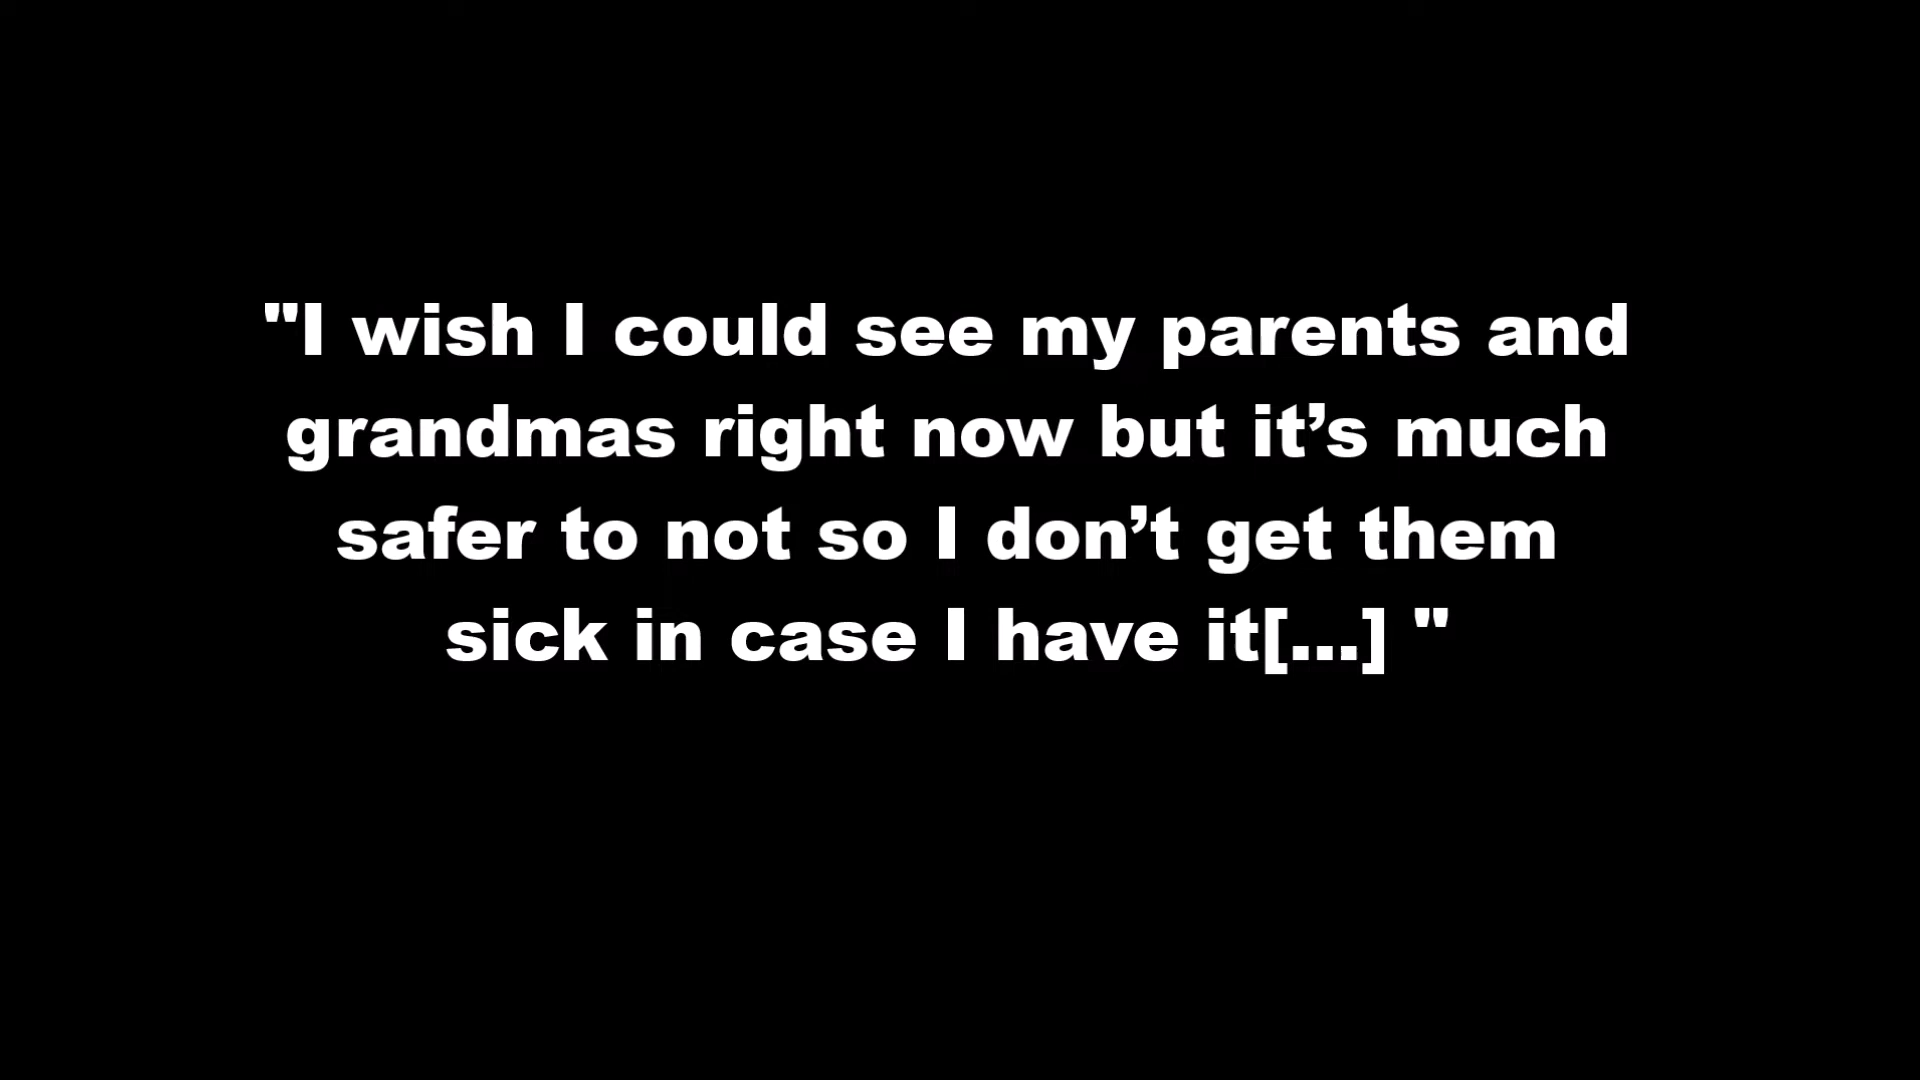 "I wish I could see my parents and
grandmas right now but it’s much
safer to not so I don’t get them
sick in case I have it[...] "